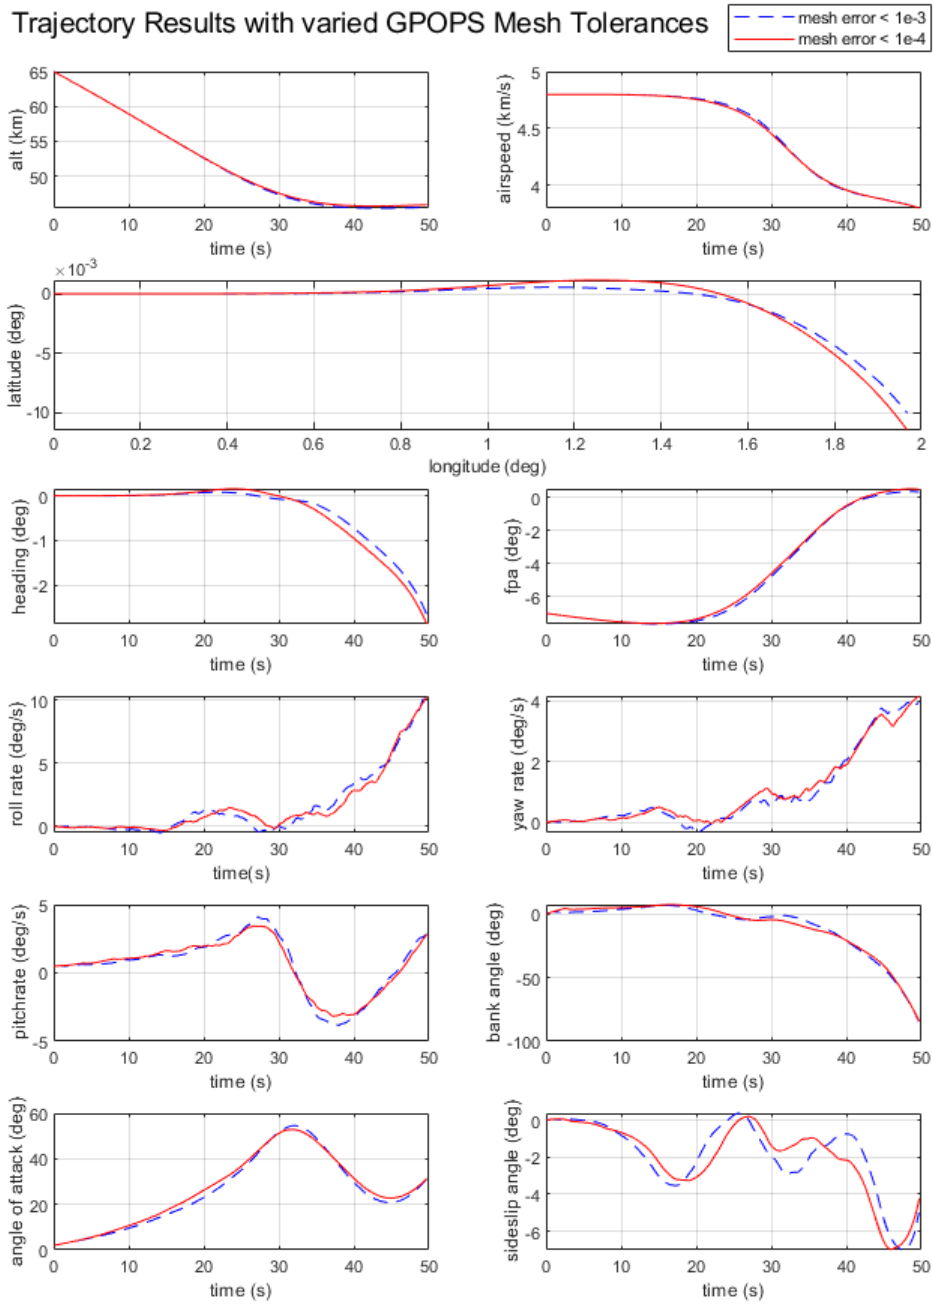 Trajectory Results with varied GPOPS Mesh Tolerances
mesh error < 1e-3
mesh error < 1e-4
65
60
55
50
alt (km)
0 10 20 30 40 50
time (s)
5
4.5
4
airspeed (km/s)
0 10 20 30 40 50
time (s)
×10-3
0
-5
-10
latitude (deg)
0 0.2 0.4 0.6 0.8 1 1.2 1.4 1.6 1.8 2
longitude (deg)
0
-1
-2
heading (deg)
0 10 20 30 40 50
time (s)
0
-2
-4
-6
fpa (deg)
0 10 20 30 40 50
time (s)
10
5
0
roll rate (deg/s)
0 10 20 30 40 50
time(s)
4
2
0
yaw rate (deg/s)
0 10 20 30 40 50
time (s)
5
0
-5
pitchrate (deg/s)
0 10 20 30 40 50
time (s)
0
-50
-100
bank angle (deg)
0 10 20 30 40 50
time (s)
60
40
20
0
angle of attack (deg)
0 10 20 30 40 50
time (s)
0
-2
-4
-6
sideslip angle (deg)
0 10 20 30 40 50
time (s)